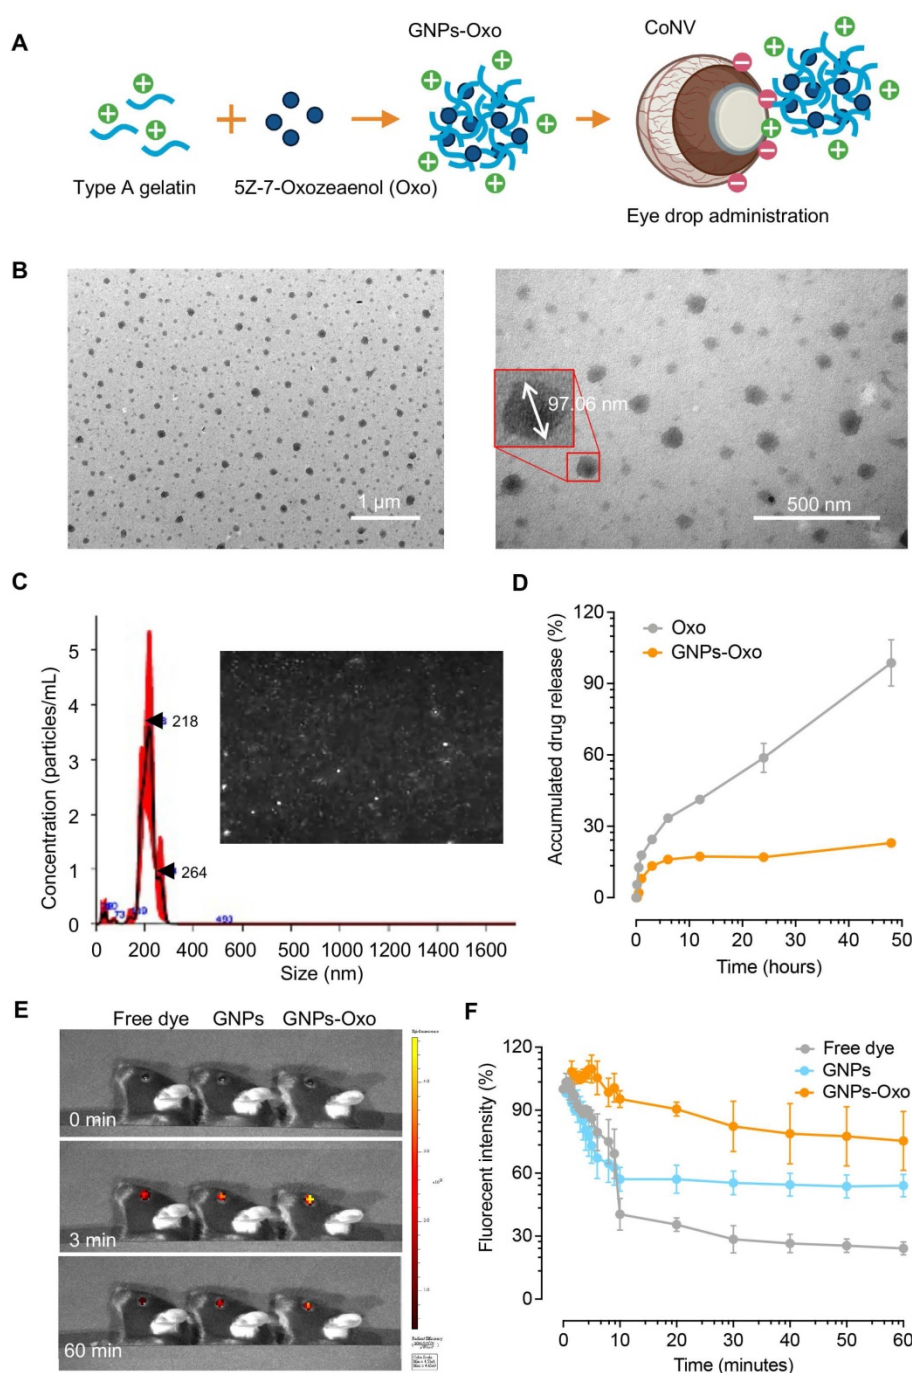 A
GNPs-Oxo
CoNV
Type A gelatin
5Z-7-Oxozeaenol (Oxo)
Eye drop administration
B
1 μm
97.06 nm
500 nm
C
Concentration (particles/mL)
5
4
3
2
1
0
218
264
73
493
0 200 400 600 800 1000 1200 1400 1600
Size (nm)
D
Accumulated drug release (%)
120
90
60
30
0
Oxo
GNPs-Oxo
0 10 20 30 40 50
Time (hours)
E
Free dye GNPs GNPs-Oxo
0 min
3 min
60 min
F
Fluorescent intensity (%)
120
90
60
30
0
Free dye
GNPs
GNPs-Oxo
0 10 20 30 40 50 60
Time (minutes)